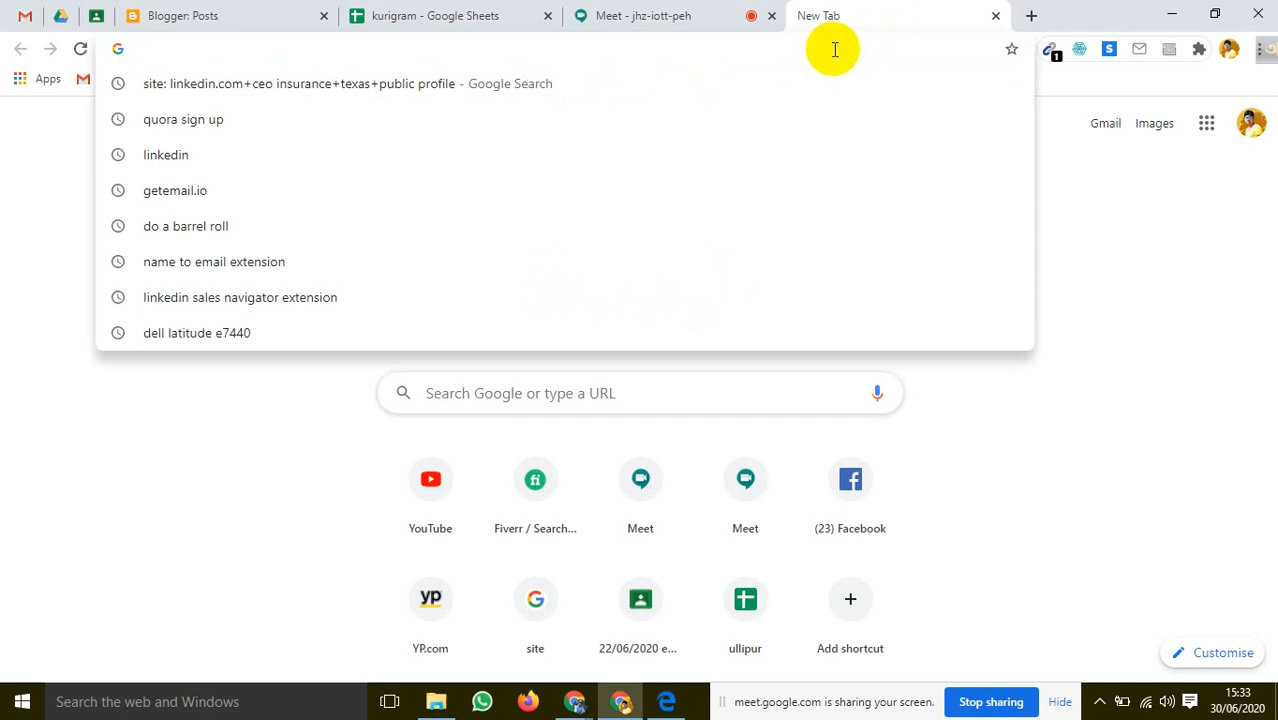 Blogger: Posts
kurigram - Google Sheets
Meet - jhz-iott-peh
New Tab
G
S
1
Apps
site: linkedin.com+ceo insurance+texas+public profile - Google Search
quora sign up
linkedin
getemail.io
do a barrel roll
name to email extension
linkedin sales navigator extension
dell latitude e7440
Gmail
Images
Search Google or type a URL
fi
YouTube
Fiverr / Search...
Meet
Meet
(23) Facebook
yp
YP.com
site
22/06/2020 e...
ullipur
Add shortcut
Customise
Search the web and Windows
meet.google.com is sharing your screen.
Stop sharing
Hide
15:33
30/06/2020